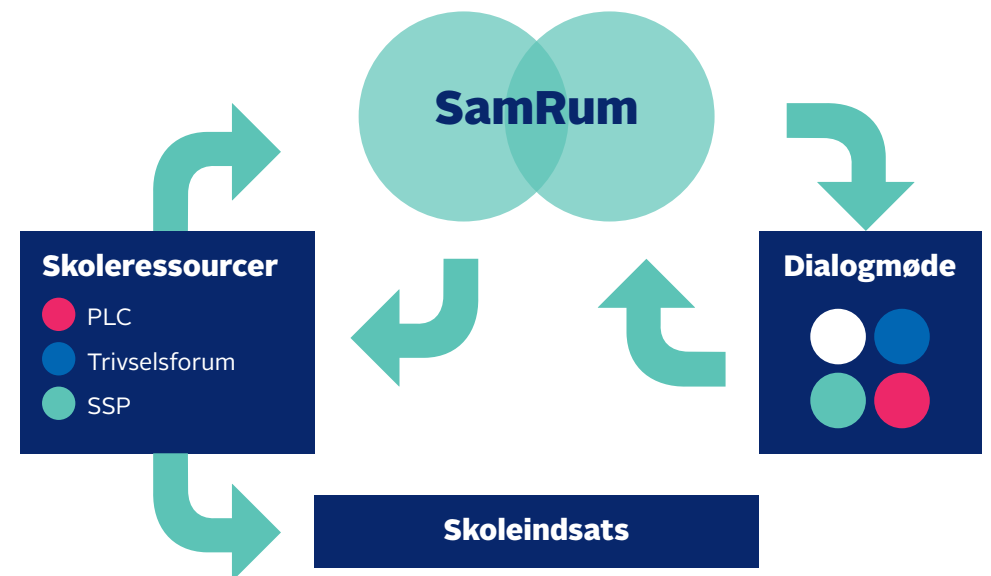 SamRum
Skoleressourcer
PLC
Trivselsforum
SSP
Dialogmøde
Skoleindsats